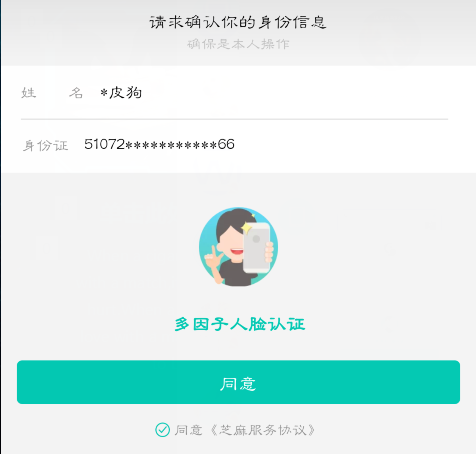 请求确认你的身份信息
确保是本人操作
姓 名 *皮狗
身份证 51072***********66
多因子人脸认证
同意
同意《芝麻服务协议》